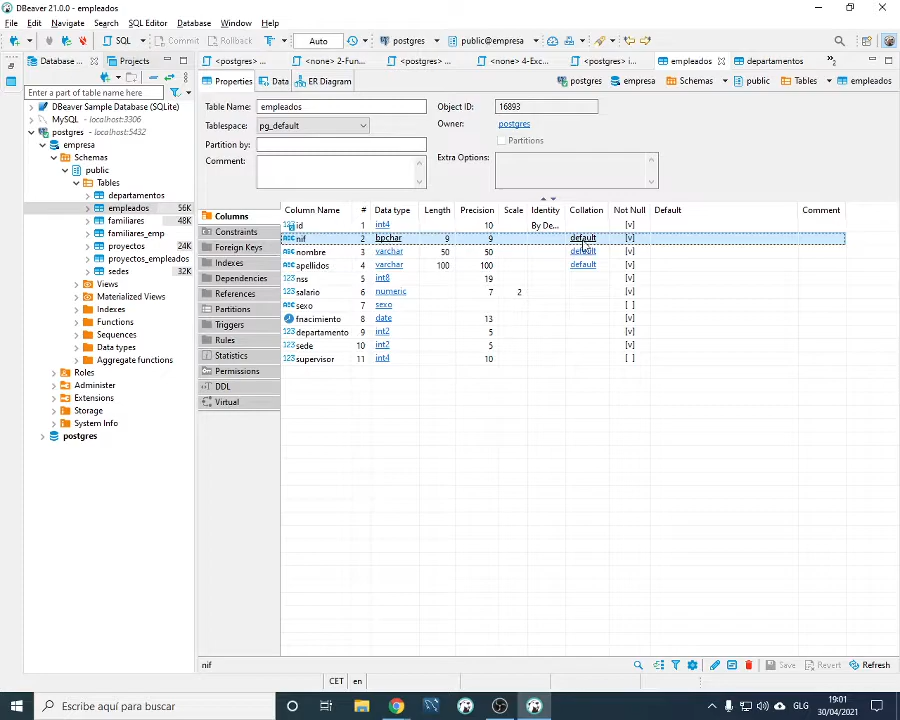 DBeaver 21.0.0 - empleados
File Edit Navigate Search SQL Editor Database Window Help
SQL Commit Rollback T Auto postgres public@empresa
Database ... Projects <postgres> ... <none> 2-Fun... <postgres> ... <none> 4-Exc... <postgres> i... empleados departamentos
Properties Data ER Diagram postgres empresa Schemas public Tables empleados
Enter a part of table name here
DBeaver Sample Database (SQLite)
MySQL - localhost:3306
postgres - localhost:5432
empresa
Schemas
public
Tables
departamentos
empleados 56K
familiares 48K
familiares_emp
proyectos 24K
proyectos_empleados
sedes 32K
Views
Materialized Views
Indexes
Functions
Sequences
Data types
Aggregate functions
Roles
Administer
Extensions
Storage
System Info
postgres
Table Name: empleados Object ID: 16893
Tablespace: pg_default Owner: postgres
Partition by: Partitions
Comment: Extra Options:
Columns
Constraints
Foreign Keys
Indexes
Dependencies
References
Partitions
Triggers
Rules
Statistics
Permissions
DDL
Virtual
Column Name # Data type Length Precision Scale Identity Collation Not Null Default Comment
123 id 1 int4 10 By De... [v]
ABC nif 2 bpchar 9 9 default [v]
ABC nombre 3 varchar 50 50 default [v]
ABC apellidos 4 varchar 100 100 default [v]
123 nss 5 int8 19 [v]
123 salario 6 numeric 7 2 [v]
ABC sexo 7 sexo [ ]
fnacimiento 8 date 13 [v]
123 departamento 9 int2 5 [v]
123 sede 10 int2 5 [v]
123 supervisor 11 int4 10 [ ]
nif Save Revert Refresh
CET en
Escribe aquí para buscar GLG 19:01
30/04/2021